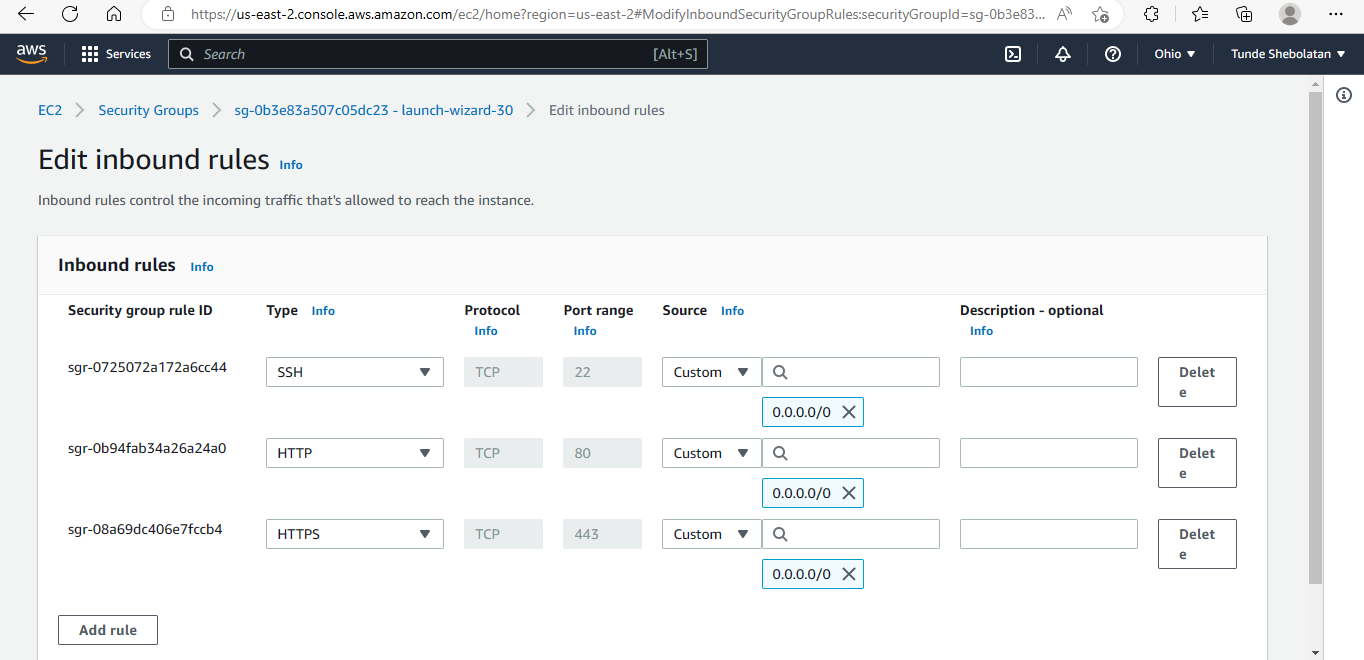 https://us-east-2.console.aws.amazon.com/ec2/home?region=us-east-2#ModifyInboundSecurityGroupRules:securityGroupId=sg-0b3e83...
aws Services Search [Alt+S] Ohio Tunde Shebolatan
EC2 Security Groups sg-0b3e83a507c05dc23 - launch-wizard-30 Edit inbound rules
Edit inbound rules Info
Inbound rules control the incoming traffic that's allowed to reach the instance.
Inbound rules Info
Security group rule ID Type Info Protocol Port range Source Info Description - optional
Info Info Info
sgr-0725072a172a6cc44 SSH TCP 22 Custom Delet
e
0.0.0.0/0
sgr-0b94fab34a26a24a0 HTTP TCP 80 Custom Delet
e
0.0.0.0/0
sgr-08a69dc406e7fccb4 HTTPS TCP 443 Custom Delet
e
0.0.0.0/0
Add rule